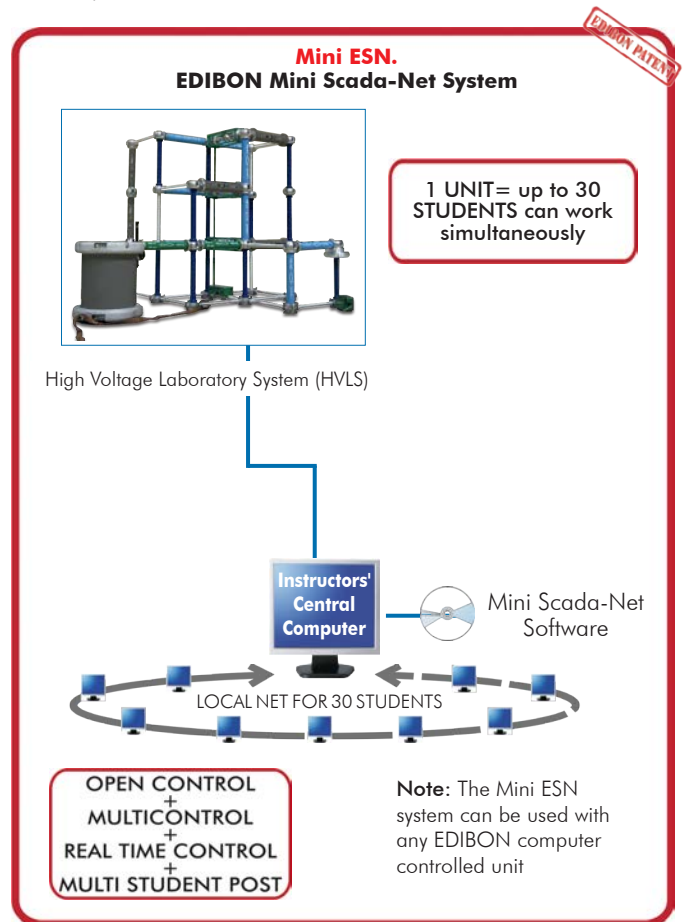 EDIBON PATENT
Mini ESN.
EDIBON Mini Scada-Net System
1 UNIT= up to 30
STUDENTS can work
simultaneously
High Voltage Laboratory System (HVLS)
Instructors'
Central
Computer
Mini Scada-Net
Software
LOCAL NET FOR 30 STUDENTS
OPEN CONTROL
+
MULTICONTROL
+
REAL TIME CONTROL
+
MULTI STUDENT POST
Note: The Mini ESN
system can be used with
any EDIBON computer
controlled unit